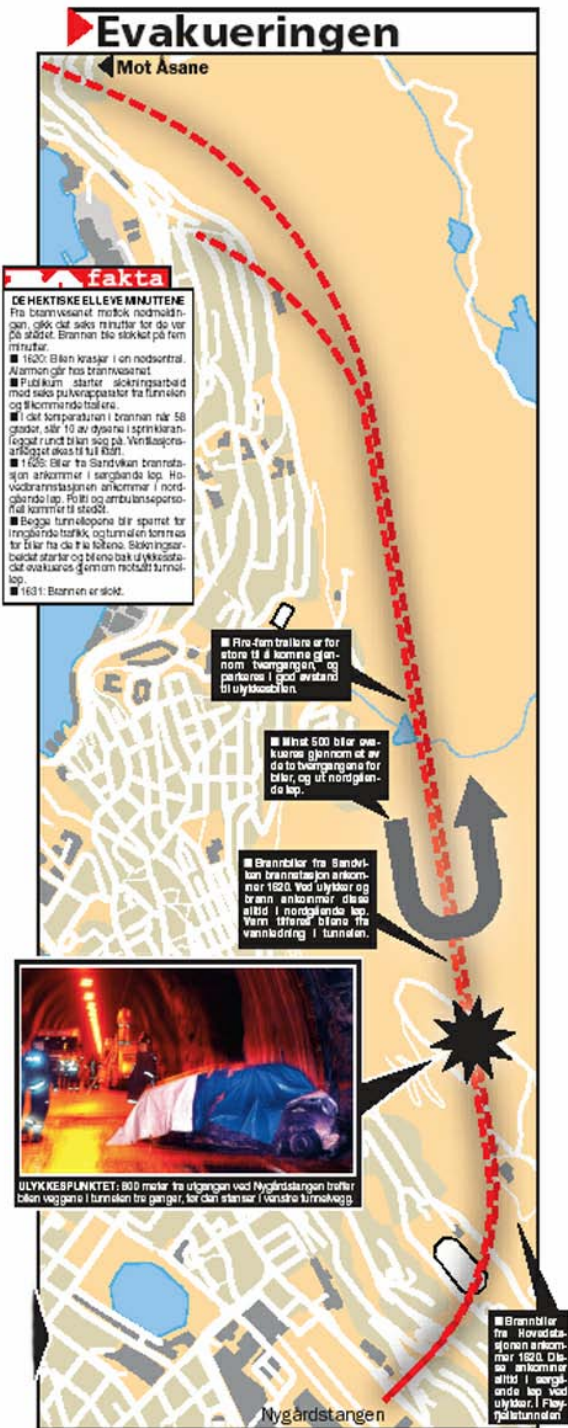 Evakueringen
Mot Åsane
BA fakta
DE HEKTISKE ELLEVE MINUTTENE
Fra brannvesenet mottok nødmeldin-
gen, gikk det seks minutter før de var
på stedet. Brannen ble slokket på fem
minutter.
■ 1620: Bilen krasjer i en nødsentral.
Alarmen går hos brannvesenet.
■ Publikum starter slokningsarbeid
med seks pulverapparater fra tunnelen
og tilkommende trailere.
■ I det temperaturen i brannen når 58
grader, slår 10 av dysene i sprinkleran-
legget rundt bilen seg på. Ventilasjons-
anlegget økes til full kraft.
■ 1626: Biler fra Sandviken brannsta-
sjon ankommer i sørgående løp. Ho-
vedbrannstasjonen ankommer i nord-
gående løp. Politi og ambulanseperso-
nell kommer til stedet.
■ Begge tunnelløpene blir sperret for
inngående trafikk, og tunnelen tømmes
for biler fra de frie feltene. Slokningsar-
beidet starter og bilene bak ulykkesste-
det evakueres gjennom motsatt tunnel-
løp.
■ 1631: Brannen er slokt.
■ Fire-fem trailere er for
store til å komme gjen-
nom tverrgangen, og
parkeres i god avstand
til ulykkesbilen.
■ Minst 500 biler eva-
kueres gjennom et av
de to tverrgangene for
biler, og ut nordgåen-
de løp.
■ Brannbiler fra Sandvi-
ken brannstasjon ankom-
mer 1620. Ved ulykker og
brann ankommer disse
alltid i nordgående løp.
Vann tilføres bilene fra
vannledning i tunnelen.
ULYKKESPUNKTET: 800 meter fra utgangen ved Nygårdstangen treffer
bilen veggene i tunnelen tre ganger, før den stanser i venstre tunnelvegg.
■ Brannbiler
fra Hovedsta-
sjonen ankom-
mer 1620. Dis-
se ankommer
alltid i sørgå-
ende løp ved
ulykker i Fløy-
fjelltunnelen
Nygårdstangen